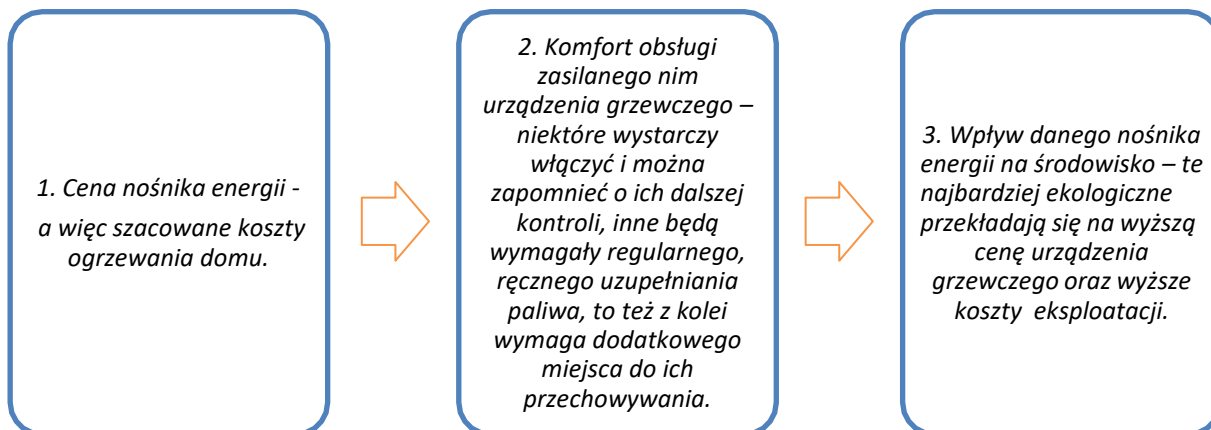 1. Cena nośnika energii -
a więc szacowane koszty
ogrzewania domu.
2. Komfort obsługi
zasilanego nim
urządzenia grzewczego –
niektóre wystarczy
włączyć i można
zapomnieć o ich dalszej
kontroli, inne będą
wymagały regularnego,
ręcznego uzupełniania
paliwa, to też z kolei
wymaga dodatkowego
miejsca do ich
przechowywania.
3. Wpływ danego nośnika
energii na środowisko – te
najbardziej ekologiczne
przekładają się na wyższą
cenę urządzenia
grzewczego oraz wyższe
koszty eksploatacji.